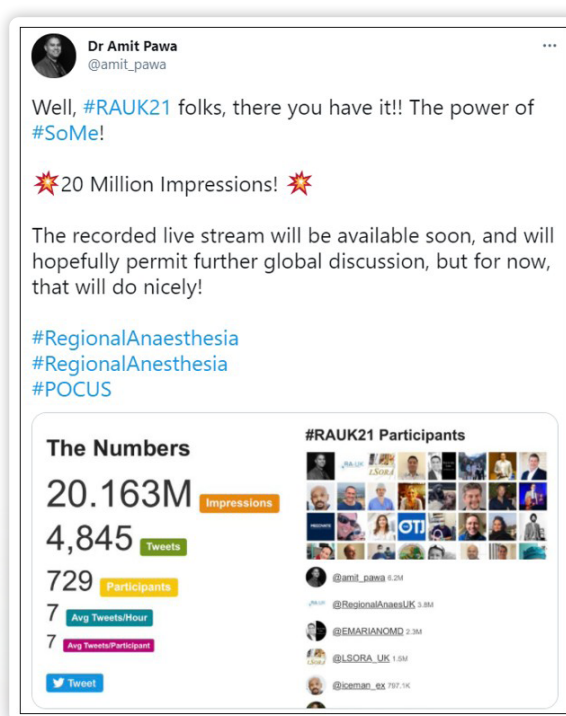 Dr Amit Pawa
@amit_pawa
Well, #RAUK21 folks, there you have it!! The power of
#SoMe!
💥20 Million Impressions! 💥
The recorded live stream will be available soon, and will
hopefully permit further global discussion, but for now,
that will do nicely!
#RegionalAnaesthesia
#RegionalAnesthesia
#POCUS
The Numbers
20.163M Impressions
4,845 Tweets
729 Participants
7 Avg Tweets/Hour
7 Avg Tweets/Participant
Tweet
#RAUK21 Participants
RA UK
LSORA
@amit_pawa 6.2M
@RegionalAnaesUK 3.8M
@EMARIANOMD 2.3M
@LSORA_UK 1.5M
@iceman_ex 797.1K